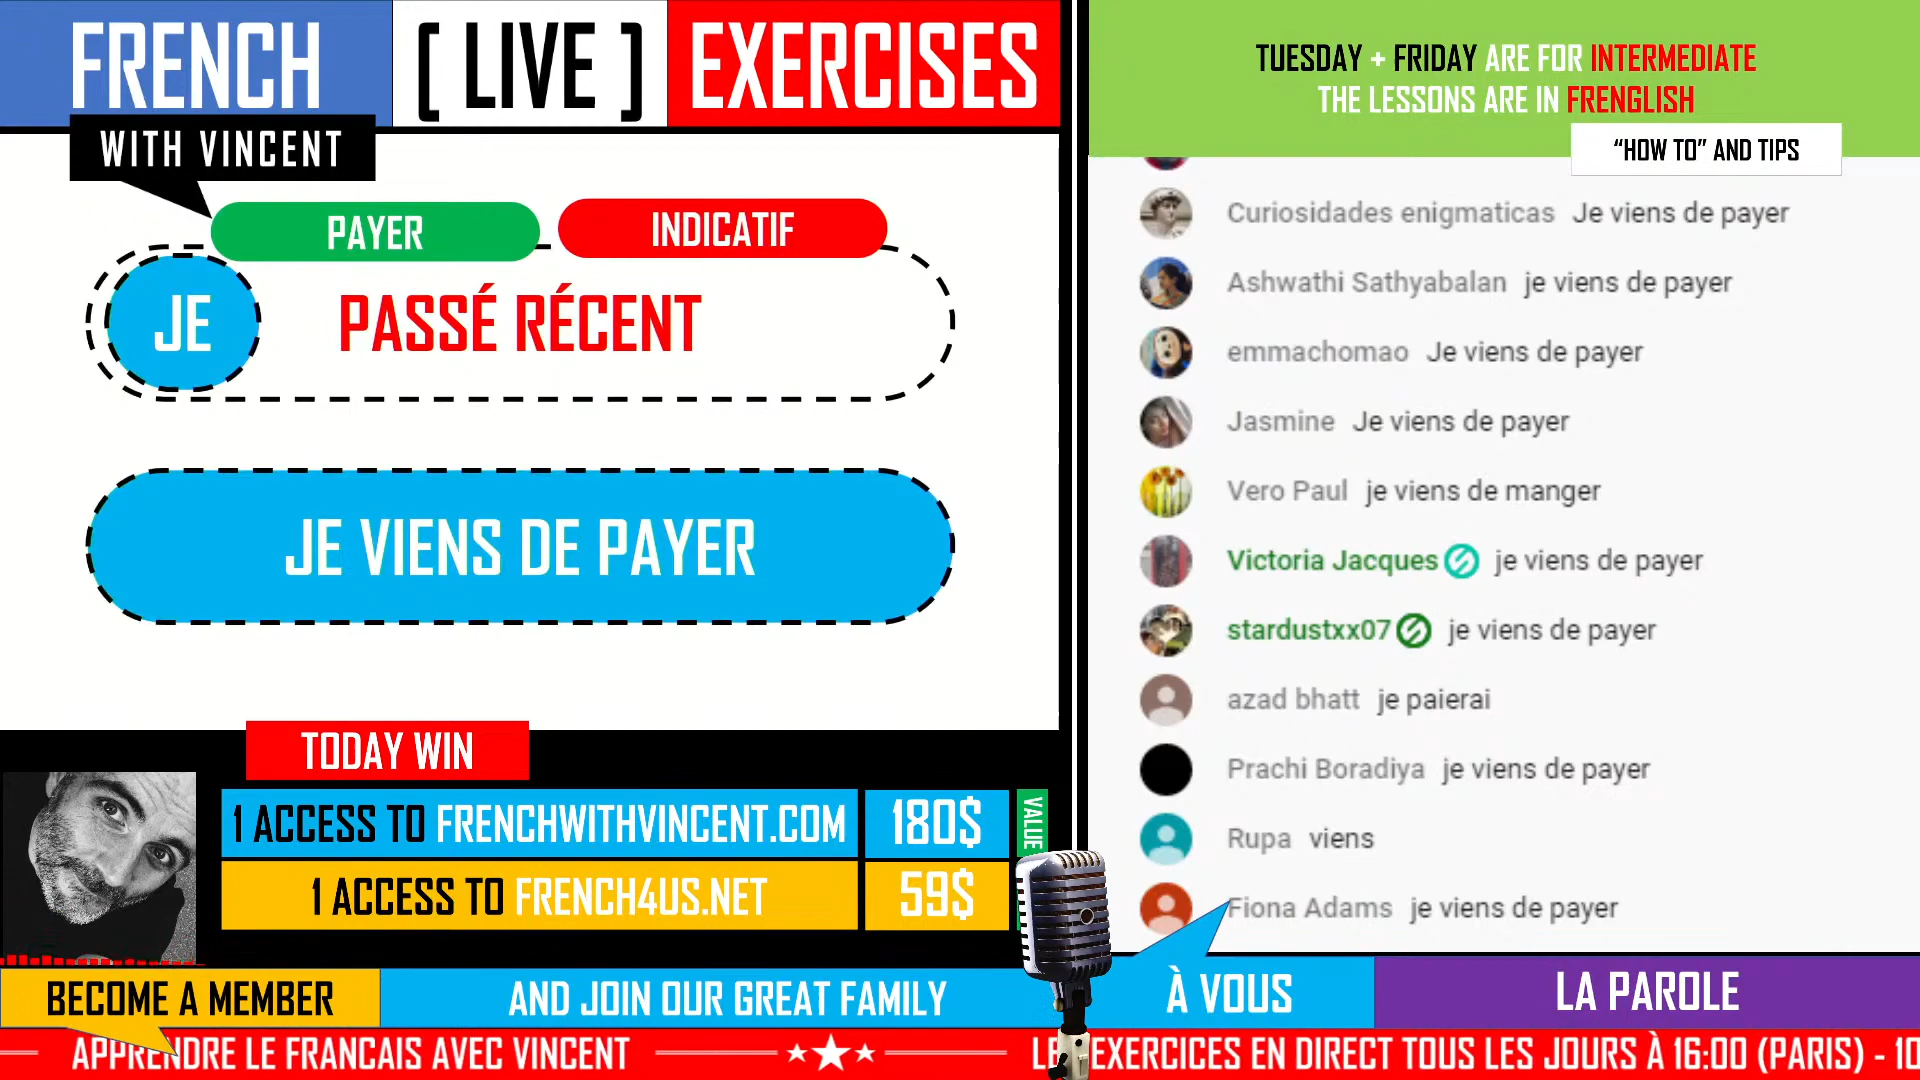 FRENCH [ LIVE ] EXERCISES
WITH VINCENT
PAYER
INDICATIF
JE
PASSÉ RÉCENT
JE VIENS DE PAYER
TODAY WIN
1 ACCESS TO FRENCHWITHVINCENT.COM 180$
1 ACCESS TO FRENCH4US.NET 59$
VALUE
BECOME A MEMBER
AND JOIN OUR GREAT FAMILY
TUESDAY + FRIDAY ARE FOR INTERMEDIATE
THE LESSONS ARE IN FRENGLISH
“HOW TO” AND TIPS
Curiosidades enigmaticas Je viens de payer
Ashwathi Sathyabalan je viens de payer
emmachomao Je viens de payer
Jasmine Je viens de payer
Vero Paul je viens de manger
Victoria Jacques je viens de payer
stardustxx07 je viens de payer
azad bhatt je paierai
Prachi Boradiya je viens de payer
Rupa viens
Fiona Adams je viens de payer
À VOUS
LA PAROLE
APPRENDRE LE FRANCAIS AVEC VINCENT
EXERCICES EN DIRECT TOUS LES JOURS À 16:00 (PARIS) - 10